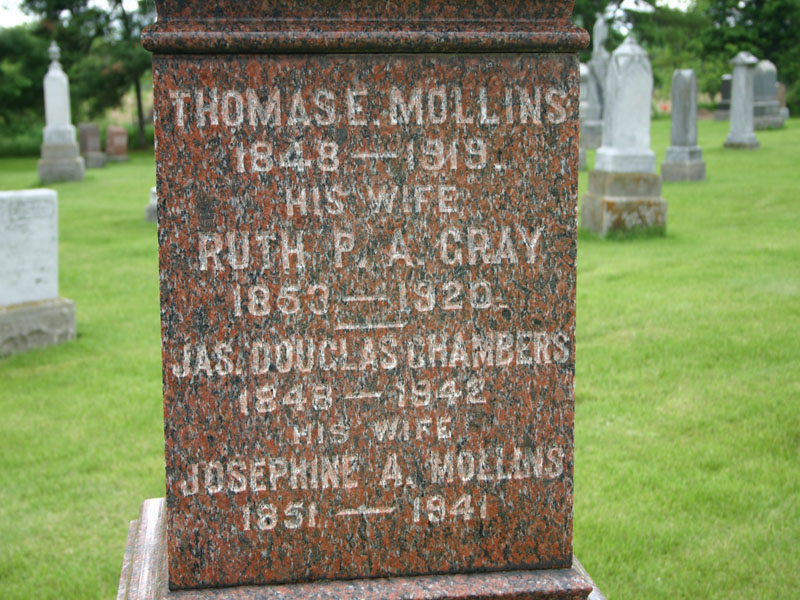 THOMAS E. MOLLINS
1848 — 1919.
HIS WIFE
RUTH P. A. GRAY
1853 — 1920.
JAS. DOUGLAS CHAMBERS
1848 — 1942
HIS WIFE
JOSEPHINE A. MOLLINS
1851 — 1941